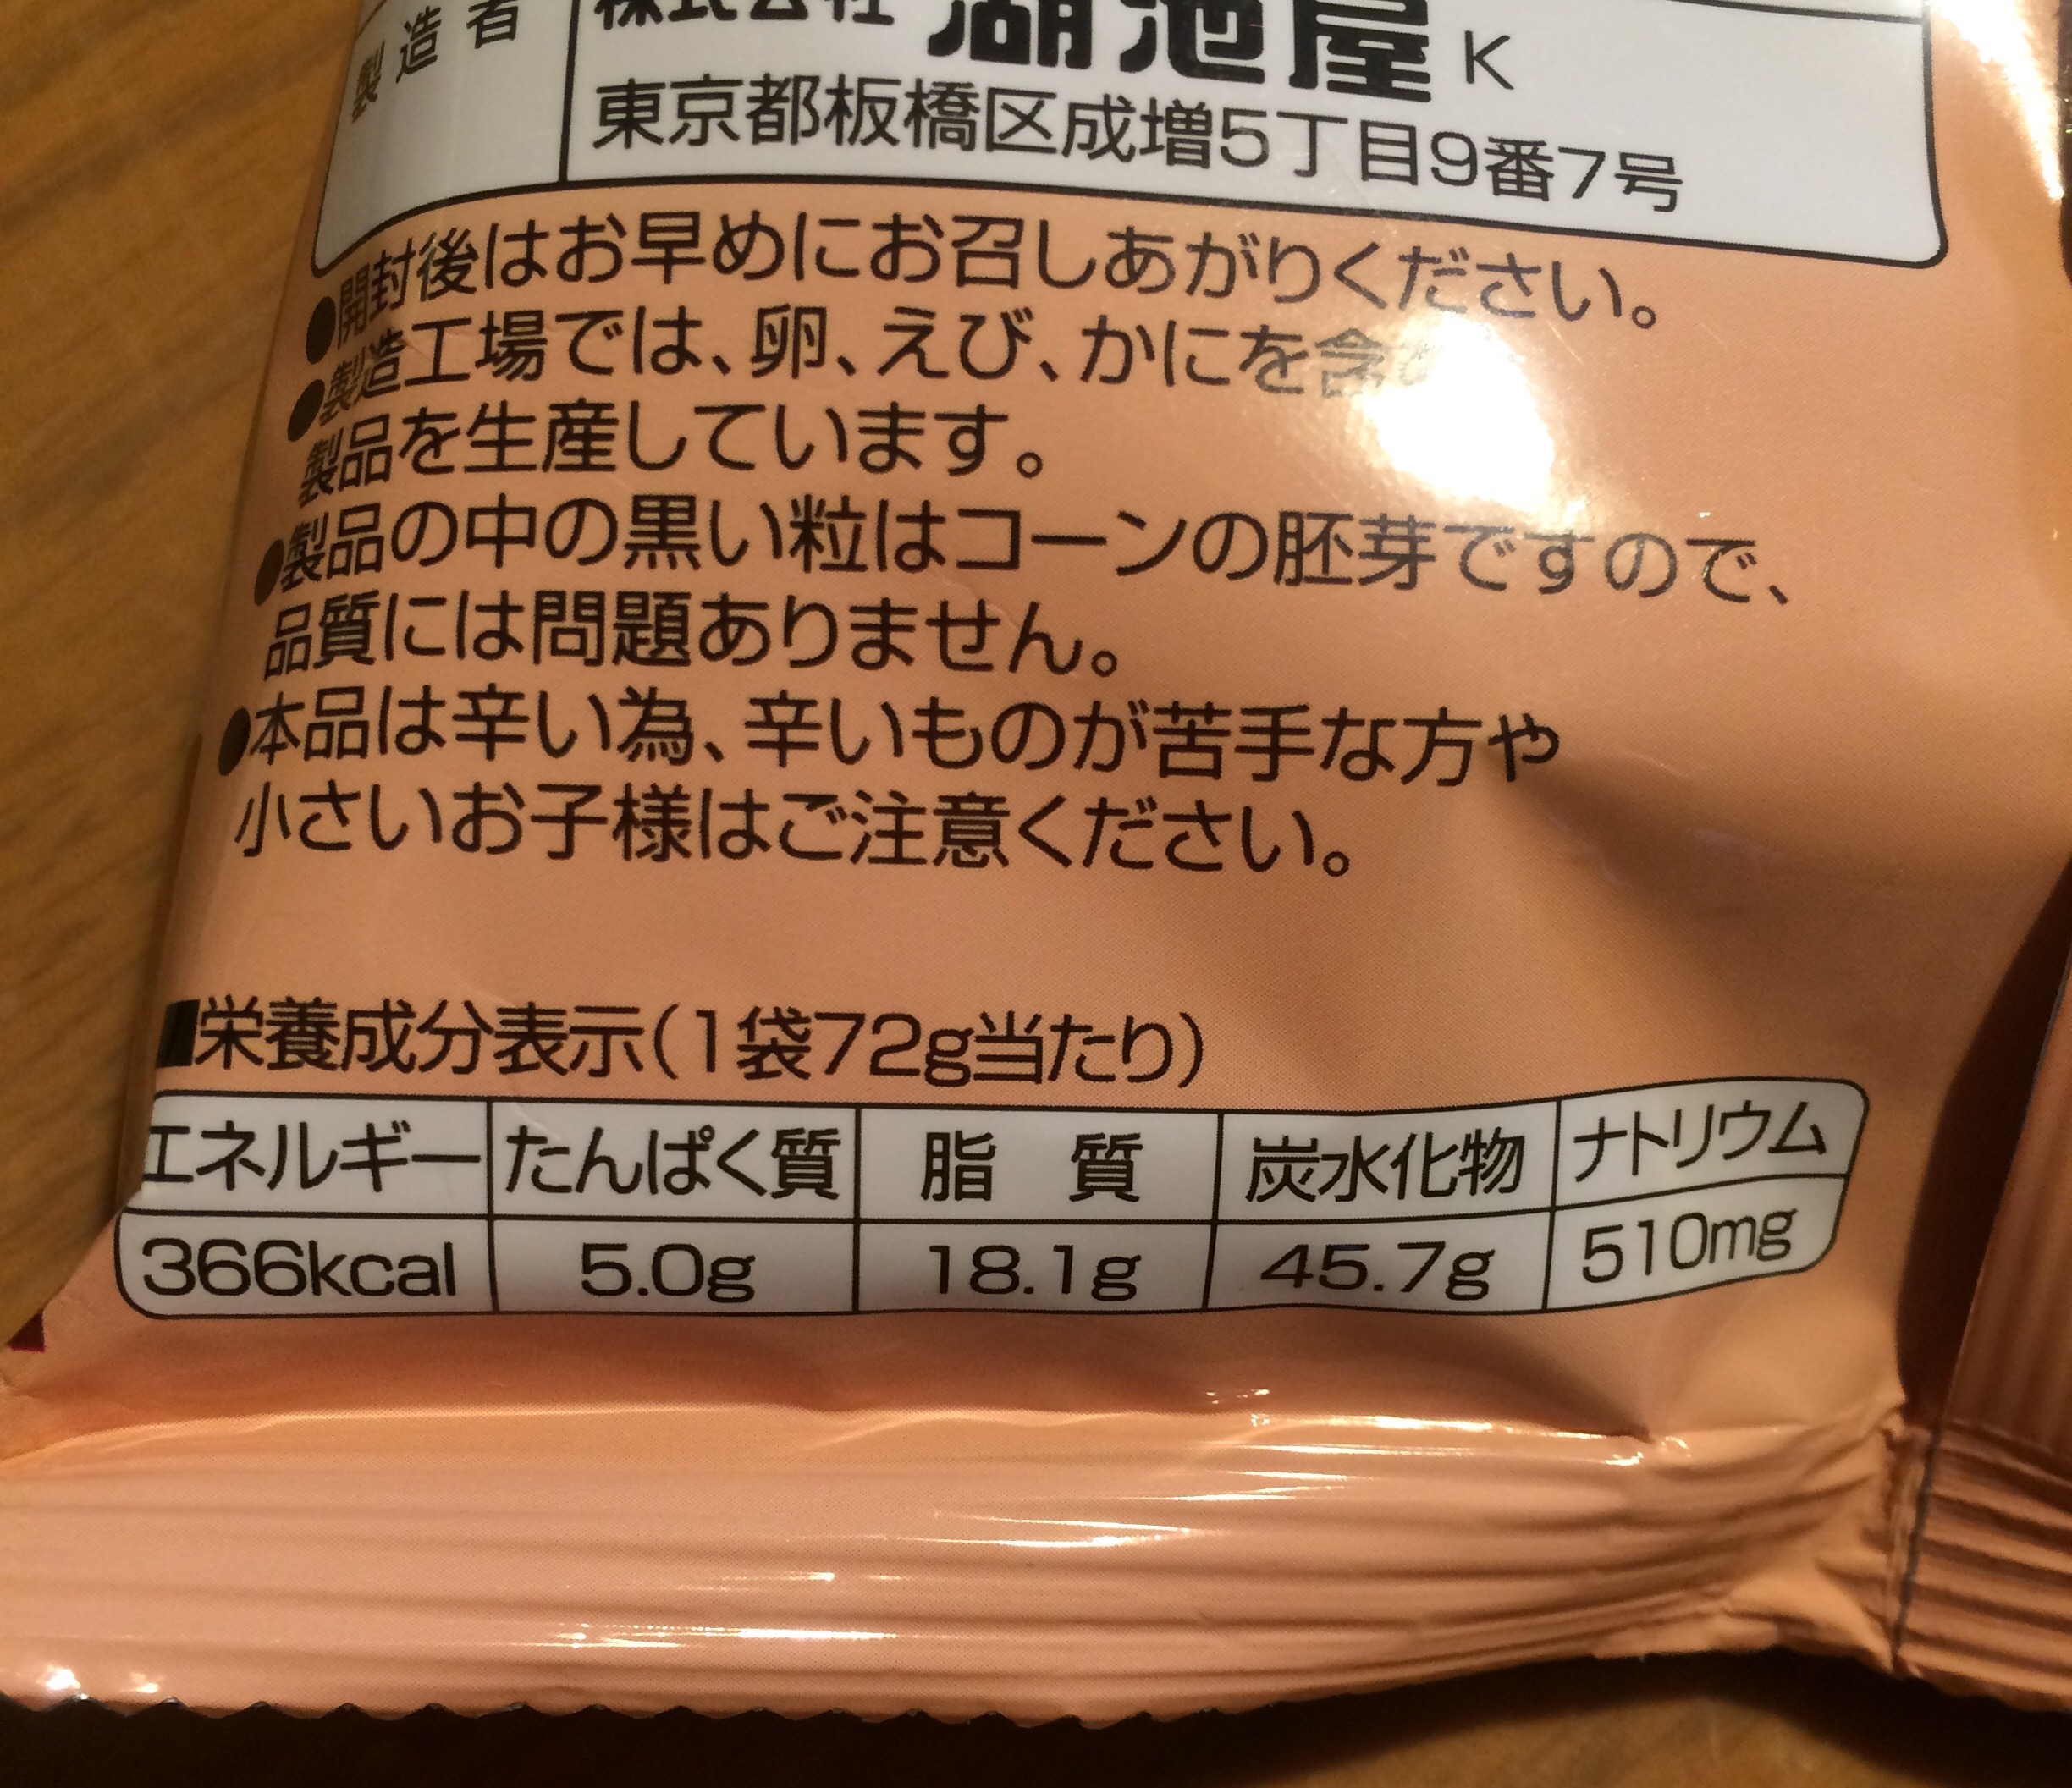 製造者
株式会社 湖池屋 K
東京都板橋区成増5丁目9番7号
●開封後はお早めにお召しあがりください。
●製造工場では、卵、えび、かにを含む
製品を生産しています。
●製品の中の黒い粒はコーンの胚芽ですので、
品質には問題ありません。
●本品は辛い為、辛いものが苦手な方や
小さいお子様はご注意ください。
■栄養成分表示(1袋72g当たり)
エネルギー たんぱく質 脂 質 炭水化物 ナトリウム
366kcal 5.0g 18.1g 45.7g 510mg